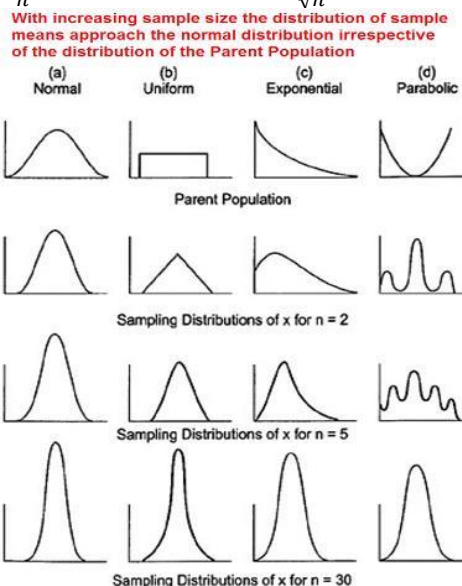 n √n
With increasing sample size the distribution of sample
means approach the normal distribution irrespective
of the distribution of the Parent Population
(a) (b) (c) (d)
Normal Uniform Exponential Parabolic
Parent Population
Sampling Distributions of x for n = 2
Sampling Distributions of x for n = 5
Sampling Distributions of x for n = 30